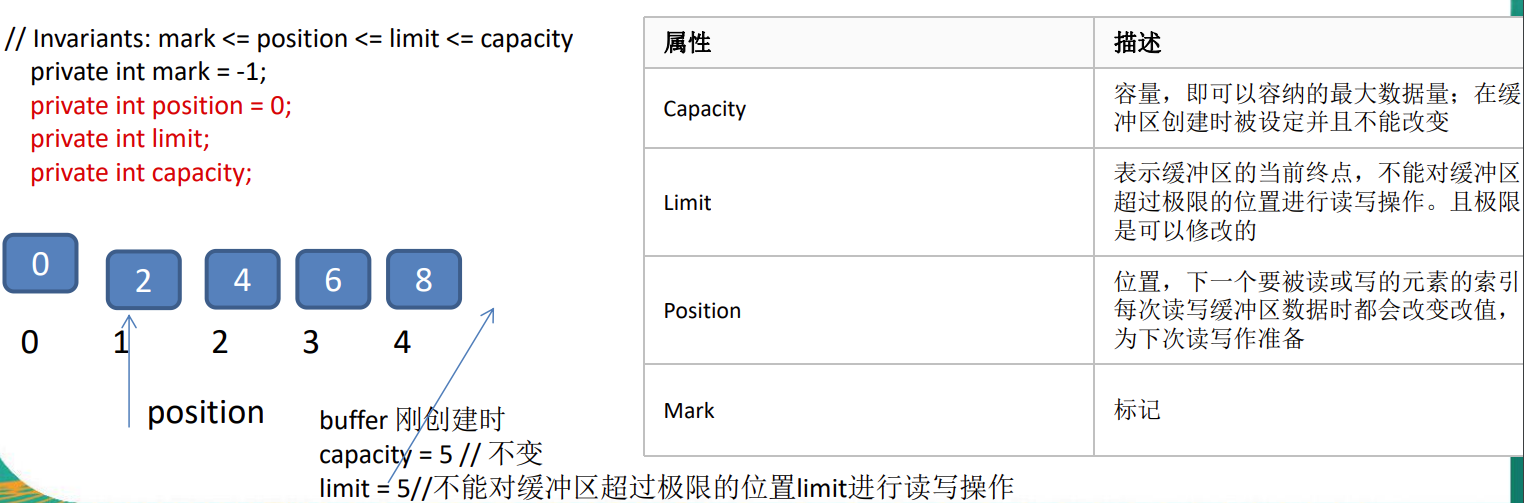 // Invariants: mark <= position <= limit <= capacity
private int mark = -1;
private int position = 0;
private int limit;
private int capacity;
0
2
4
6
8
0
1
2
3
4
position
buffer 刚创建时
capacity = 5 // 不变
limit = 5//不能对缓冲区超过极限的位置limit进行读写操作
属性
描述
Capacity
容量，即可以容纳的最大数据量；在缓
冲区创建时被设定并且不能改变
Limit
表示缓冲区的当前终点，不能对缓冲区
超过极限的位置进行读写操作。且极限
是可以修改的
Position
位置，下一个要被读或写的元素的索引
每次读写缓冲区数据时都会改变改值，
为下次读写作准备
Mark
标记